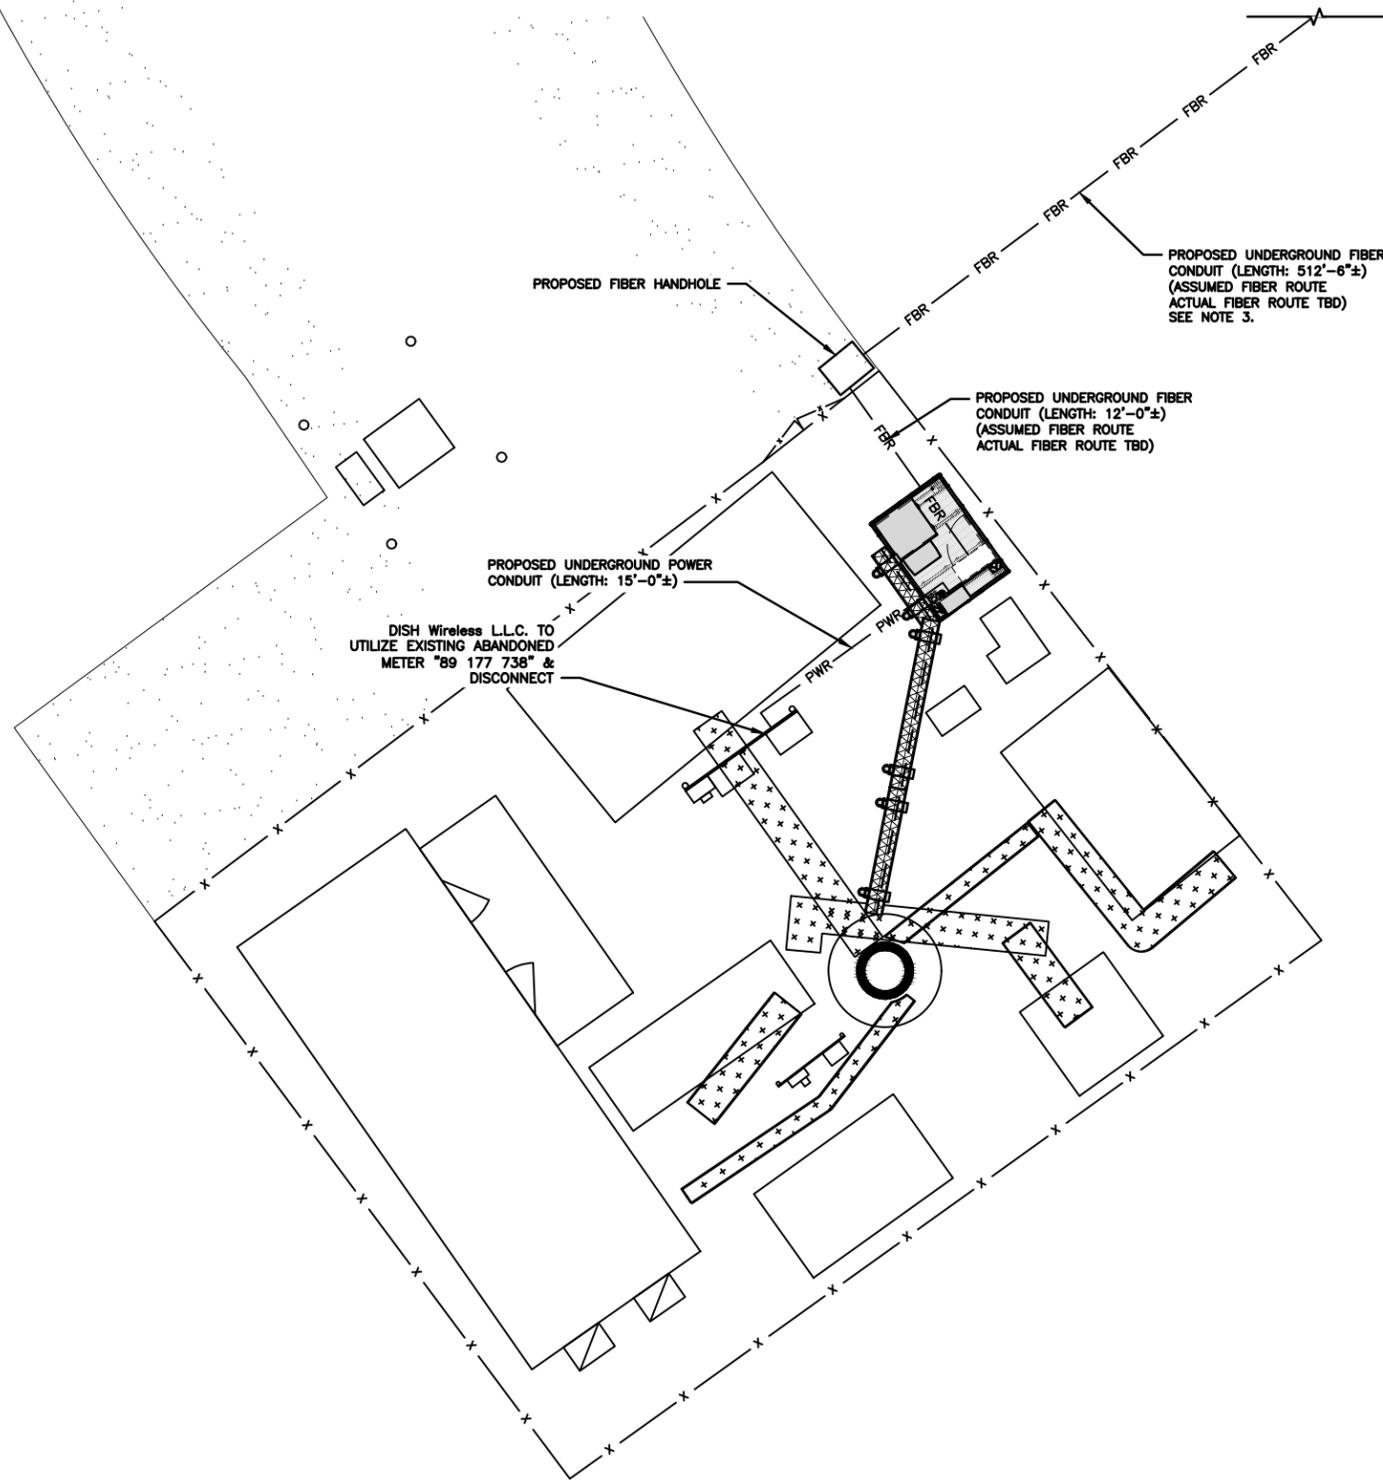 FBR
FBR
FBR
FBR
FBR
FBR
PROPOSED UNDERGROUND FIBER
CONDUIT (LENGTH: 512'-6"±)
(ASSUMED FIBER ROUTE
ACTUAL FIBER ROUTE TBD)
SEE NOTE 3.
PROPOSED FIBER HANDHOLE
PROPOSED UNDERGROUND FIBER
CONDUIT (LENGTH: 12'-0"±)
(ASSUMED FIBER ROUTE
ACTUAL FIBER ROUTE TBD)
FBR
FBR
PROPOSED UNDERGROUND POWER
CONDUIT (LENGTH: 15'-0"±)
PWR
PWR
DISH Wireless L.L.C. TO
UTILIZE EXISTING ABANDONED
METER "89 177 738" &
DISCONNECT